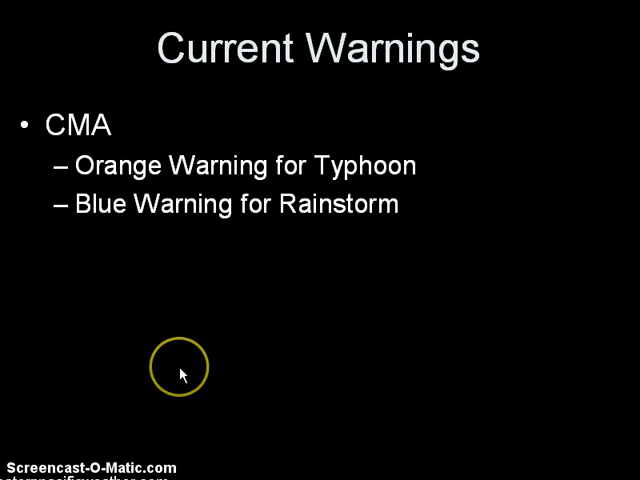 Current Warnings
• CMA
– Orange Warning for Typhoon
– Blue Warning for Rainstorm
Screencast-O-Matic.com